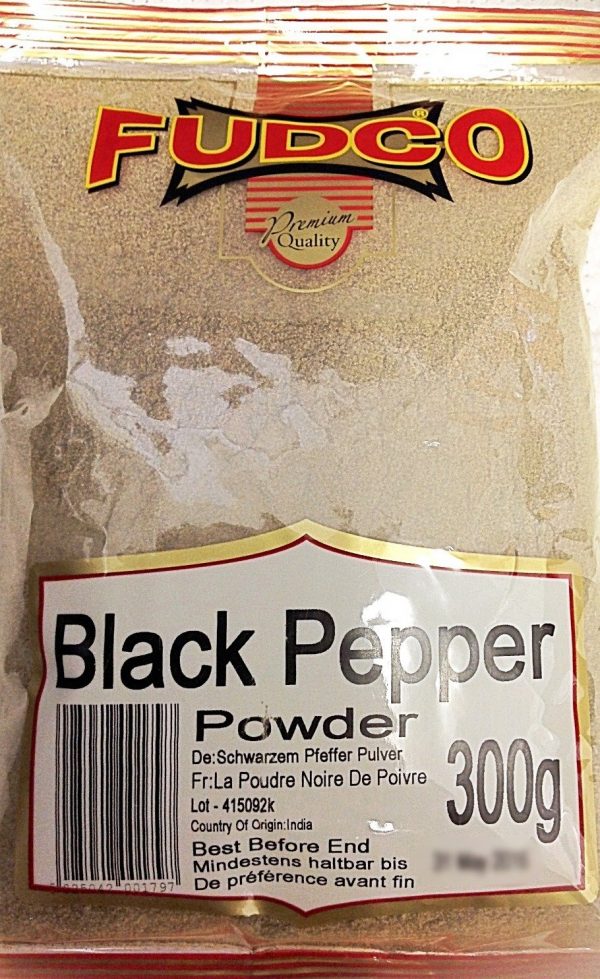 FUDCO®
Premium
Quality
Black Pepper
Powder
De:Schwarzem Pfeffer Pulver
Fr:La Poudre Noire De Poivre
300g
Lot - 415092k
Country Of Origin:India
Best Before End
Mindestens haltbar bis
De préférence avant fin
001797